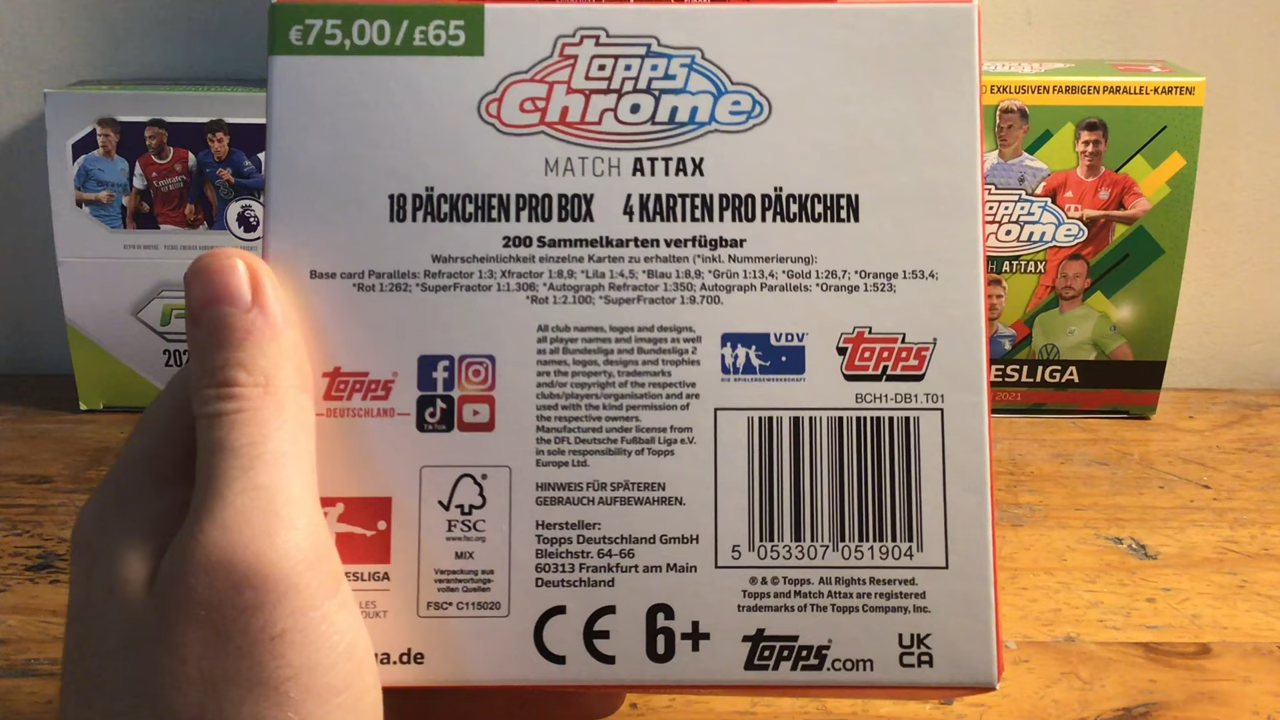 €75,00/£65
topps
Chrome
MATCH ATTAX
18 PÄCKCHEN PRO BOX 4 KARTEN PRO PÄCKCHEN
200 Sammelkarten verfügbar
Wahrscheinlichkeit einzelne Karten zu erhalten (*inkl. Nummerierung):
Base card Parallels: Refractor 1:3; Xfractor 1:8,9; *Lila 1:4,5; *Blau 1:8,9; *Grün 1:13,4; *Gold 1:26,7; *Orange 1:53,4;
*Rot 1:262; *SuperFractor 1:1.306; *Autograph Refractor 1:350; Autograph Parallels: *Orange 1:523;
*Rot 1:2.100; *SuperFractor 1:9.700.
All club names, logos and designs,
all player names and images as well
as all Bundesliga and Bundesliga 2
names, logos, designs and trophies
are the property, trademarks
and/or copyright of the respective
clubs/players/organisation and are
used with the kind permission of
the respective owners.
Manufactured under license from
the DFL Deutsche Fußball Liga e.V.
in sole responsibility of Topps
Europe Ltd.
HINWEIS FÜR SPÄTEREN
GEBRAUCH AUFBEWAHREN.
Hersteller:
Topps Deutschland GmbH
Bleichstr. 64-66
60313 Frankfurt am Main
Deutschland
topps
DEUTSCHLAND
TikTok
VDV
DIE SPIELERGEWERKSCHAFT
topps
BCH1-DB1.T01
5 053307 051904
® & © Topps. All Rights Reserved.
Topps and Match Attax are registered
trademarks of The Topps Company, Inc.
FSC
www.fsc.org
MIX
Verpackung aus
verantwortungs-
vollen Quellen
FSC® C115020
ESLIGA
LES
DUKT
ga.de
CE 6+
topps.com
UK
CA
Emirates
3
202
EXKLUSIVEN FARBIGEN PARALLEL-KARTEN!
opps
ome
H ATTAX
ESLIGA
2021